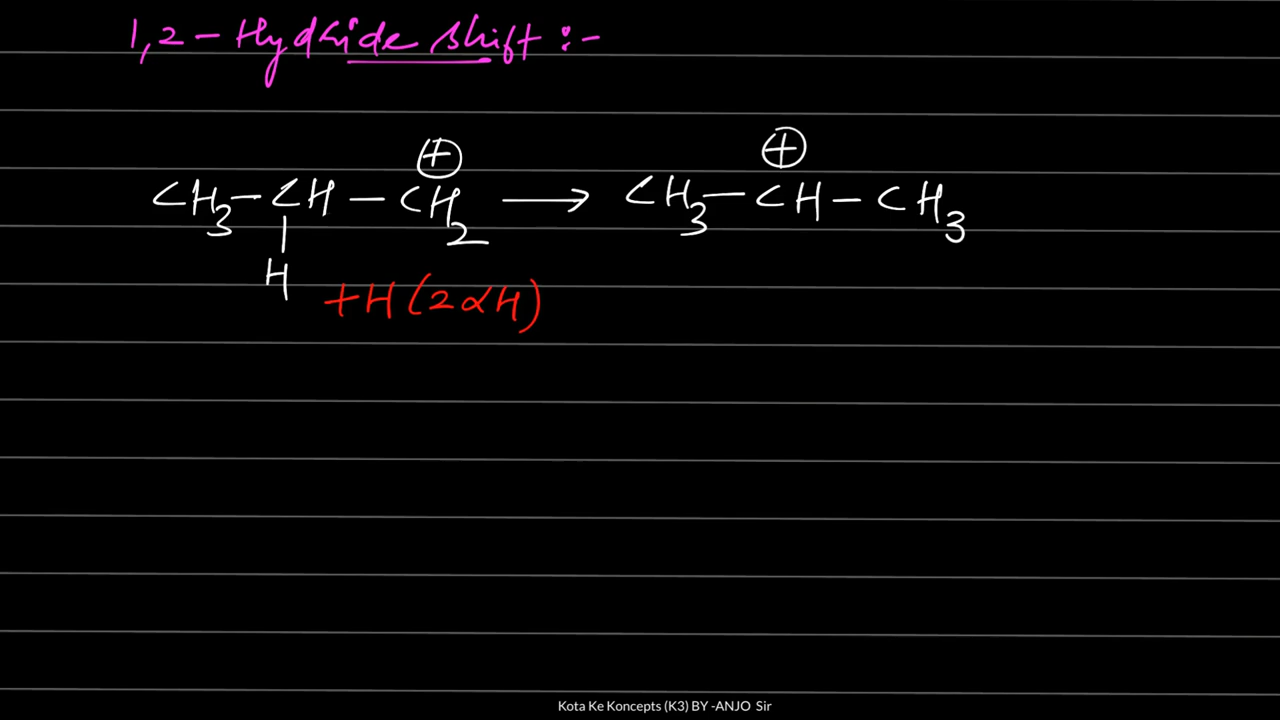 1,2 - Hydride shift :-
CH₃ - CH - CH₂ ⊕ ⟶ CH₃ - CH ⊕ - CH₃
|
H
+H (2αH)
Kota Ke Koncepts (K3) BY -ANJO Sir